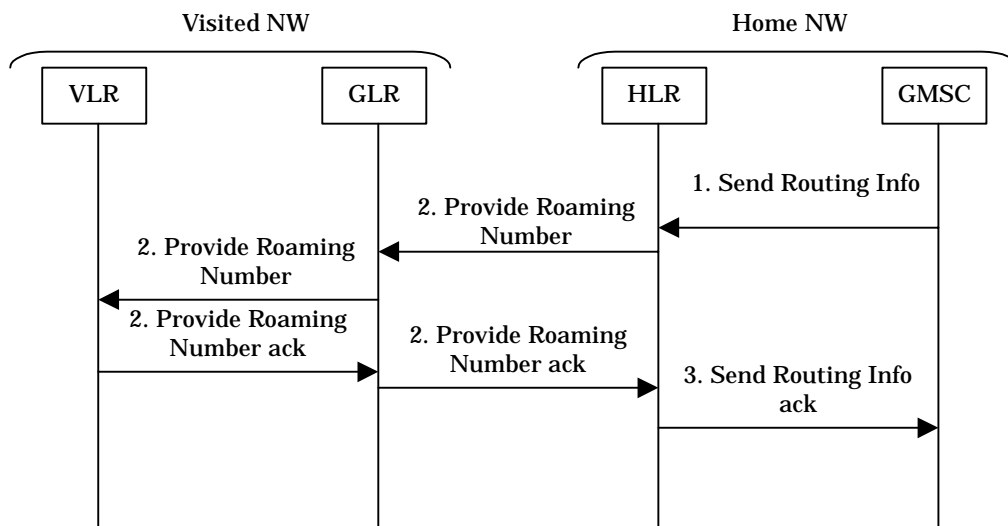 Visited NW
Home NW
VLR
GLR
HLR
GMSC
1. Send Routing Info
2. Provide Roaming
Number
2. Provide Roaming
Number
2. Provide Roaming
Number ack
2. Provide Roaming
Number ack
3. Send Routing Info
ack